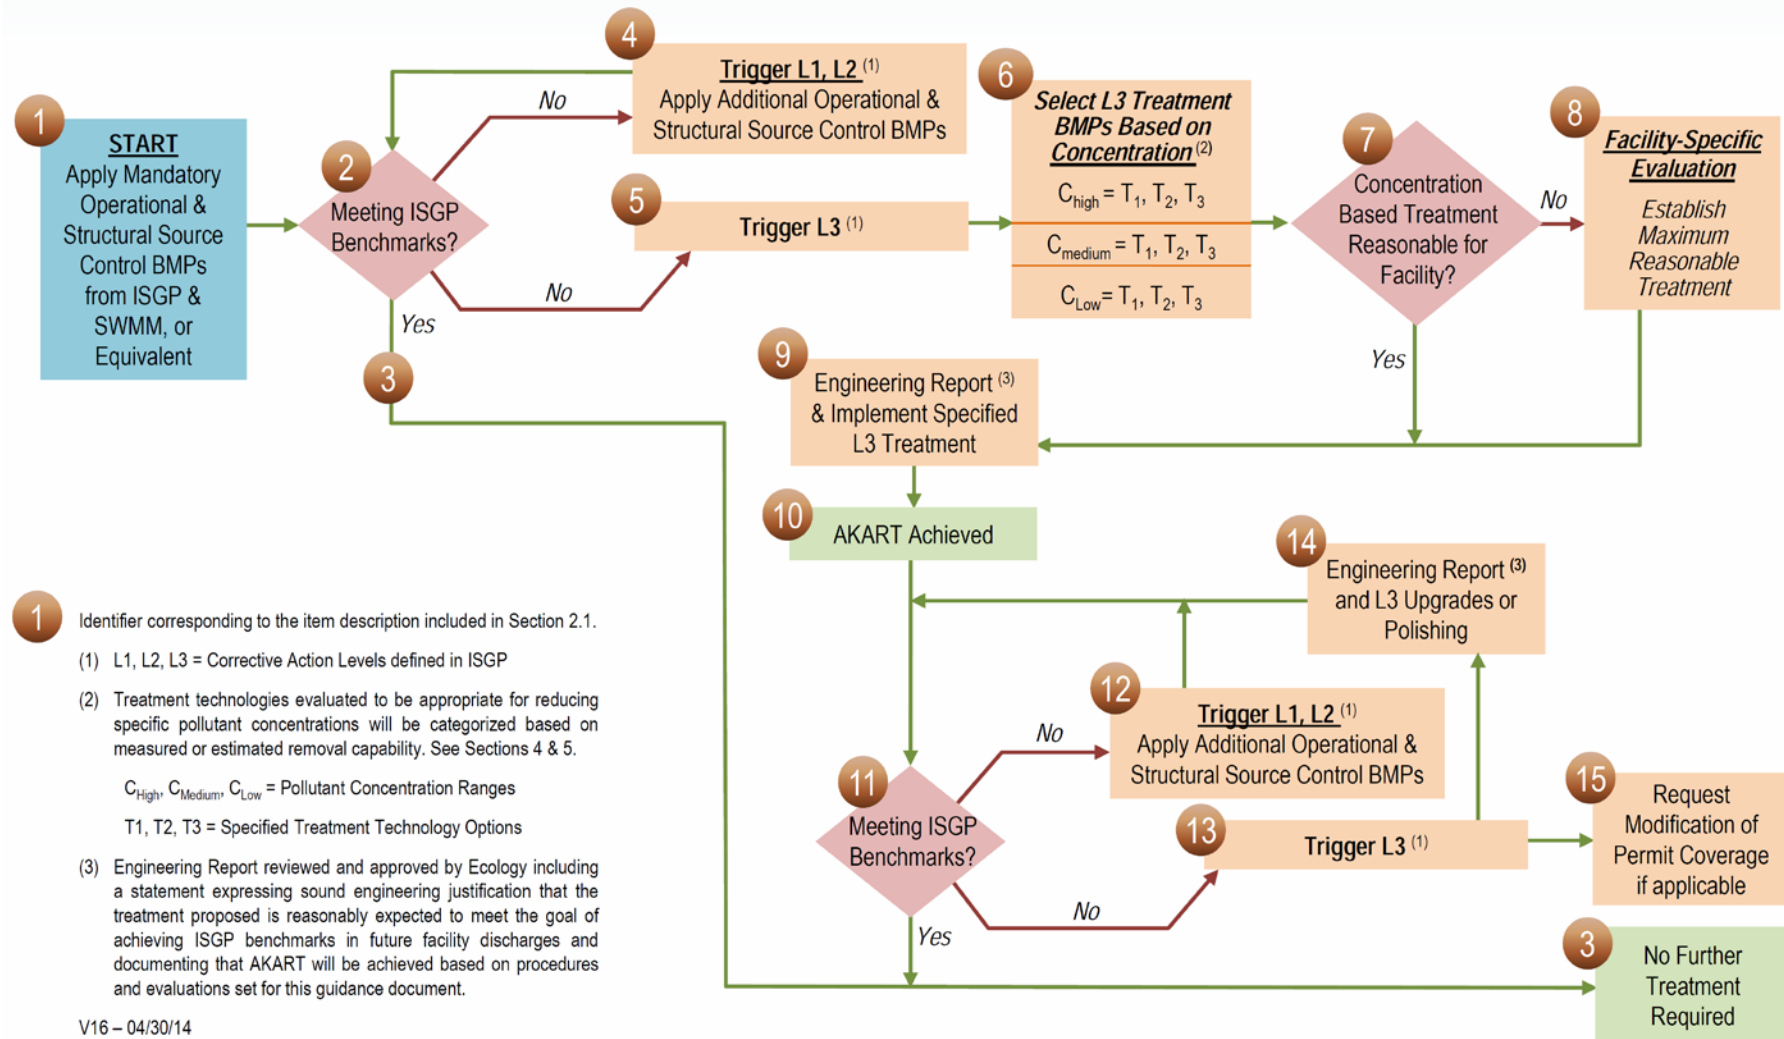 1
START
Apply Mandatory
Operational &
Structural Source
Control BMPs
from ISGP &
SWMM, or
Equivalent
2
Meeting ISGP
Benchmarks?
No
No
Yes
3
4
Trigger L1, L2 (1)
Apply Additional Operational &
Structural Source Control BMPs
5
Trigger L3 (1)
6
Select L3 Treatment
BMPs Based on
Concentration (2)
Chigh = T1, T2, T3
Cmedium = T1, T2, T3
CLow = T1, T2, T3
7
Concentration
Based Treatment
Reasonable for
Facility?
No
Yes
8
Facility-Specific
Evaluation
Establish
Maximum
Reasonable
Treatment
9
Engineering Report (3)
& Implement Specified
L3 Treatment
10
AKART Achieved
11
Meeting ISGP
Benchmarks?
No
No
Yes
12
Trigger L1, L2 (1)
Apply Additional Operational &
Structural Source Control BMPs
13
Trigger L3 (1)
14
Engineering Report (3)
and L3 Upgrades or
Polishing
15
Request
Modification of
Permit Coverage
if applicable
3
No Further
Treatment
Required
1
Identifier corresponding to the item description included in Section 2.1.
(1) L1, L2, L3 = Corrective Action Levels defined in ISGP
(2) Treatment technologies evaluated to be appropriate for reducing
specific pollutant concentrations will be categorized based on
measured or estimated removal capability. See Sections 4 & 5.
CHigh, CMedium, CLow = Pollutant Concentration Ranges
T1, T2, T3 = Specified Treatment Technology Options
(3) Engineering Report reviewed and approved by Ecology including
a statement expressing sound engineering justification that the
treatment proposed is reasonably expected to meet the goal of
achieving ISGP benchmarks in future facility discharges and
documenting that AKART will be achieved based on procedures
and evaluations set for this guidance document.
V16 – 04/30/14